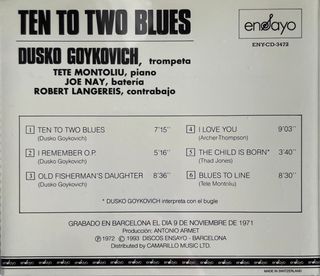 TEN TO TWO BLUES
ensayo
ENY-CD-3472
DUSKO GOYKOVICH, trompeta
TETE MONTOLIU, piano
JOE NAY, batería
ROBERT LANGEREIS, contrabajo
1 TEN TO TWO BLUES 7'15''
(Dusko Goykovich)
2 I REMEMBER O.P. 5'16''
(Dusko Goykovich)
3 OLD FISHERMAN'S DAUGHTER 8'36''
(Dusko Goykovich)
4 I LOVE YOU 9'03''
(Archer-Thompson)
5 THE CHILD IS BORN* 3'40''
(Thad Jones)
6 BLUES TO LINE 8'30''
(Tete Montniu)
* DUSKO GOYKOVICH interpreta con el bugle
GRABADO EN BARCELONA EL DIA 9 DE NOVIEMBRE DE 1971
Producción: ANTONIO ARMET
Ⓟ 1972 © 1993 DISCOS ENSAYO - BARCELONA
Distributed by CAMARILLO MUSIC LTD.
MADE IN SWITZERLAND